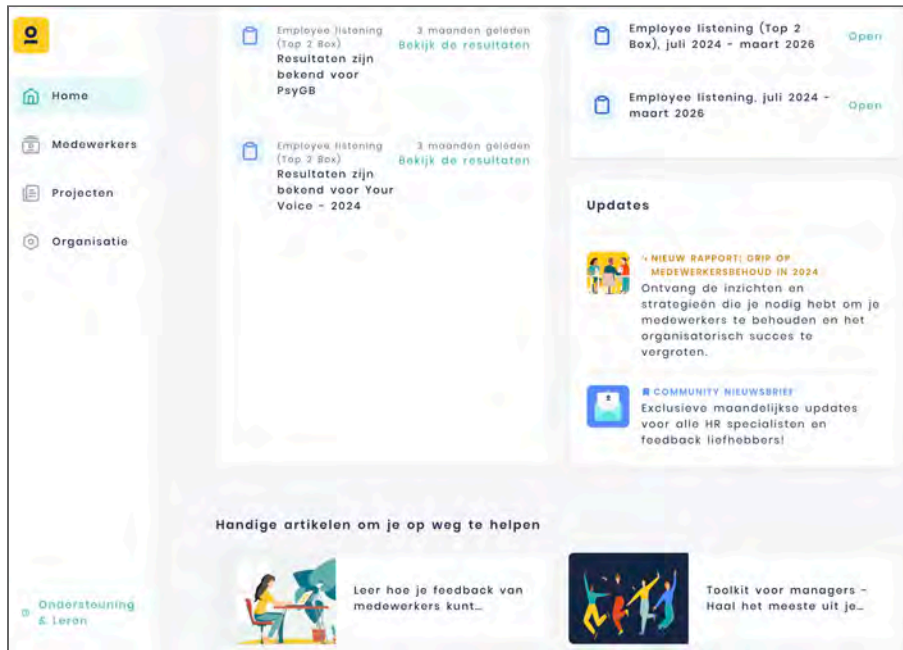 Home
Medewerkers
Projecten
Organisatie
Ondersteuning
& Leren
Employee listening
(Top 2 Box)
3 maanden geleden
Bekijk de resultaten
Resultaten zijn
bekend voor
PsyGB
Employee listening
(Top 2 Box)
3 maanden geleden
Bekijk de resultaten
Resultaten zijn
bekend voor Your
Voice - 2024
Employee listening (Top 2
Box), juli 2024 - maart 2026
Open
Employee listening, juli 2024 -
maart 2026
Open
Updates
NIEUW RAPPORT: GRIP OP
MEDEWERKERSBEHOUD IN 2024
Ontvang de inzichten en
strategieën die je nodig hebt om je
medewerkers te behouden en het
organisatorisch succes te
vergroten.
COMMUNITY NIEUWSBRIEF
Exclusieve maandelijkse updates
voor alle HR specialisten en
feedback liefhebbers!
Handige artikelen om je op weg te helpen
Leer hoe je feedback van
medewerkers kunt...
Toolkit voor managers -
Haal het meeste uit je...